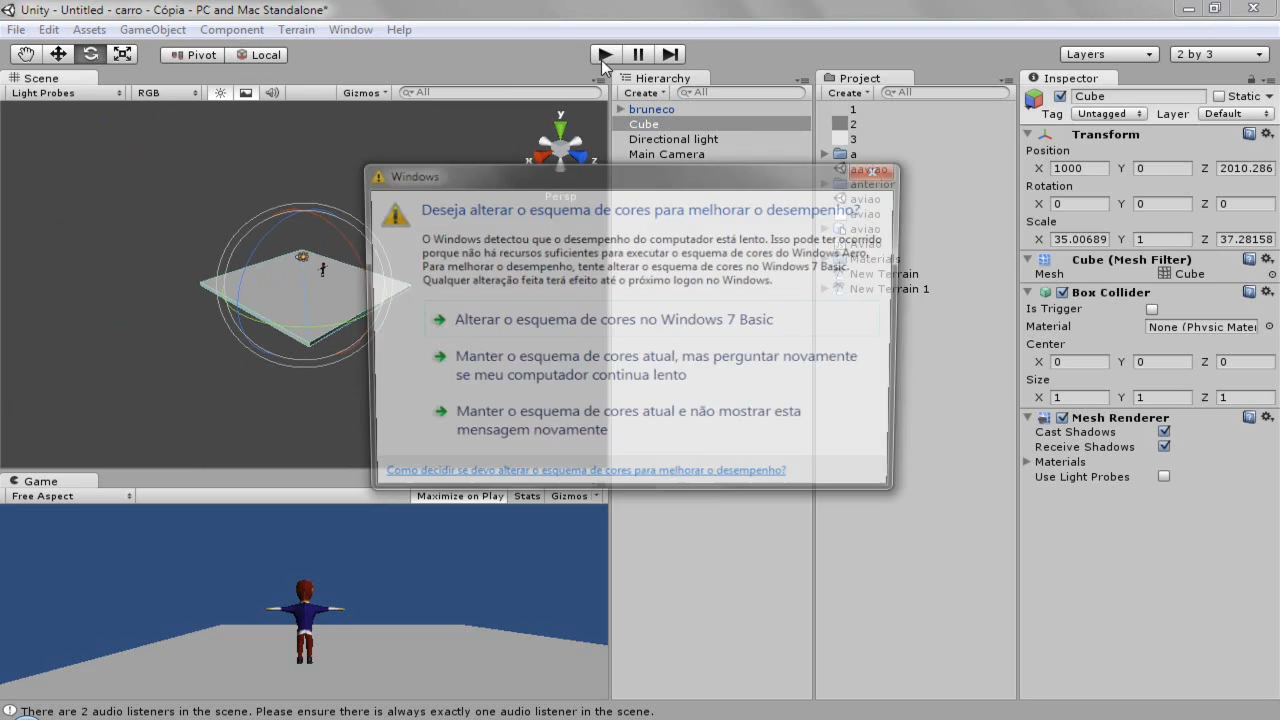 Unity - Untitled - carro - Cópia - PC and Mac Standalone*
File Edit Assets GameObject Component Terrain Window Help
Pivot Local
Layers 2 by 3
Scene
Light Probes RGB Gizmos All
Persp
y x z
Hierarchy
Create All
bruneco
Cube
Directional light
Main Camera
Project
Create All
1
2
3
a
aaviao
anterior
aviao
aviao
aviao
Aviao
Materials
New Terrain
New Terrain 1
Windows
Deseja alterar o esquema de cores para melhorar o desempenho?
O Windows detectou que o desempenho do computador está lento. Isso pode ter ocorrido
porque não há recursos suficientes para executar o esquema de cores do Windows Aero.
Para melhorar o desempenho, tente alterar o esquema de cores no Windows 7 Basic.
Qualquer alteração feita terá efeito até o próximo logon no Windows.
Alterar o esquema de cores no Windows 7 Basic
Manter o esquema de cores atual, mas perguntar novamente
se meu computador continua lento
Manter o esquema de cores atual e não mostrar esta
mensagem novamente
Como decidir se devo alterar o esquema de cores para melhorar o desempenho?
Inspector
Cube Static
Tag Untagged Layer Default
Transform
Position
X 1000 Y 0 Z 2010.286
Rotation
X 0 Y 0 Z 0
Scale
X 35.00689 Y 1 Z 37.28158
Cube (Mesh Filter)
Mesh Cube
Box Collider
Is Trigger
Material None (Physic Mater
Center
X 0 Y 0 Z 0
Size
X 1 Y 1 Z 1
Mesh Renderer
Cast Shadows
Receive Shadows
Materials
Use Light Probes
Game
Free Aspect Maximize on Play Stats Gizmos
There are 2 audio listeners in the scene. Please ensure there is always exactly one audio listener in the scene.